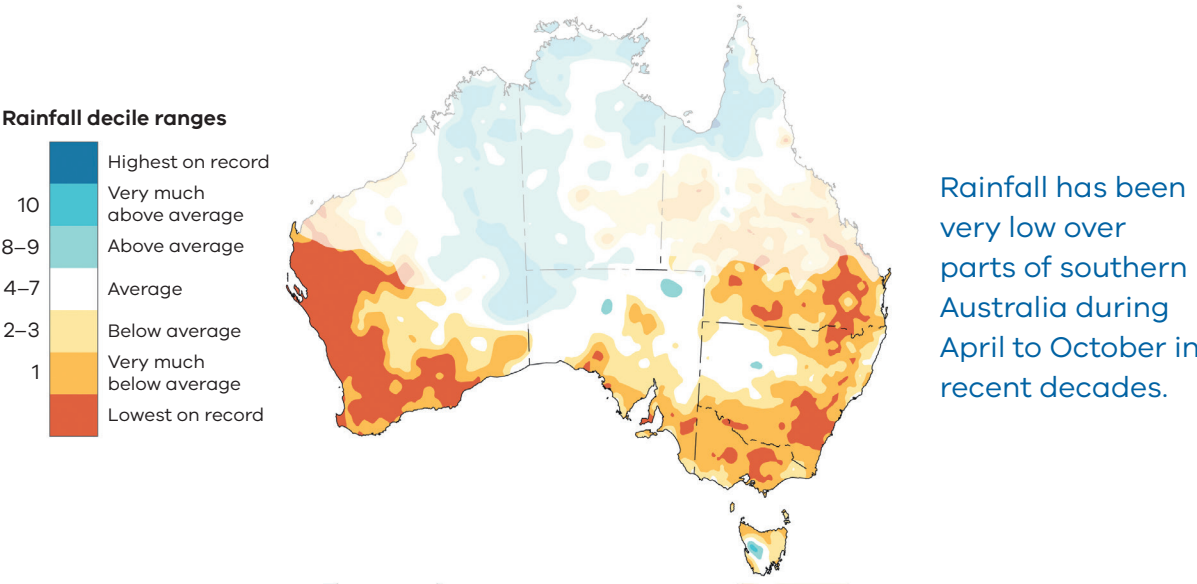 Rainfall decile ranges
Highest on record
10
Very much
above average
8–9
Above average
4–7
Average
2–3
Below average
1
Very much
below average
Lowest on record
Rainfall has been
very low over
parts of southern
Australia during
April to October in
recent decades.